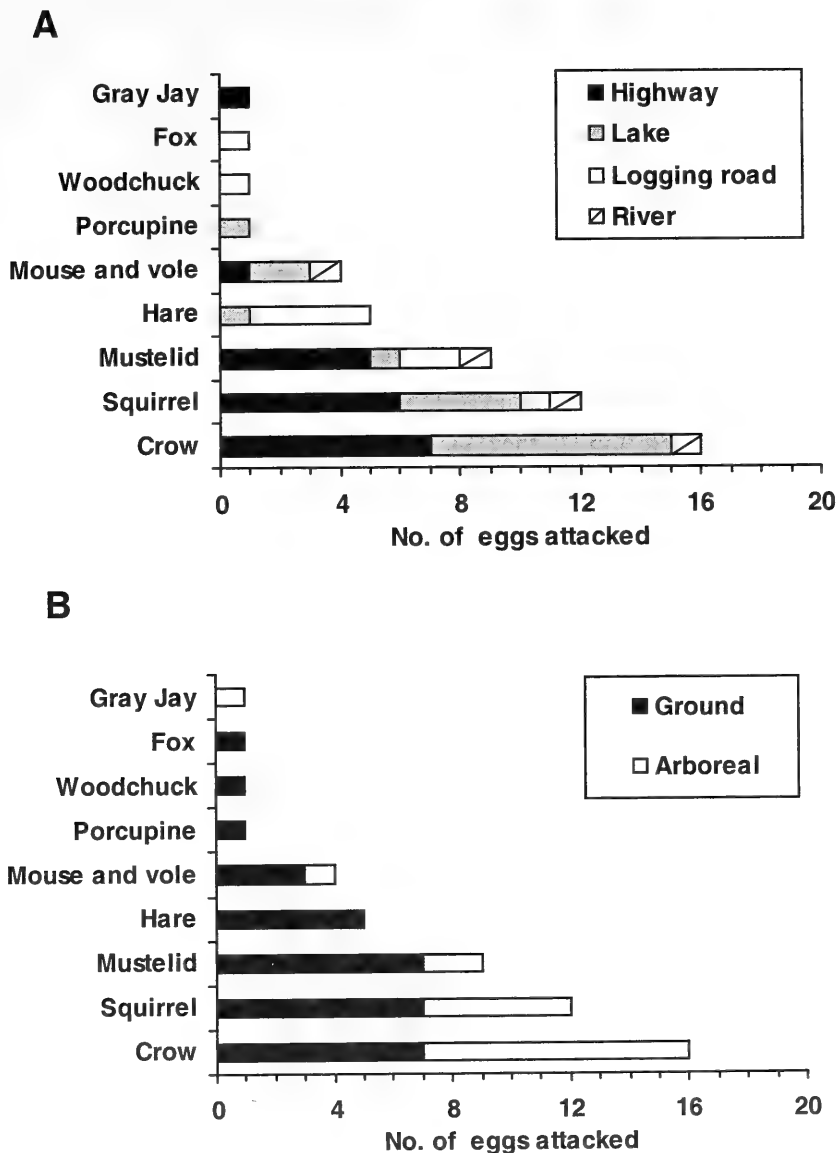 A
Gray Jay
Fox
Woodchuck
Porcupine
Mouse and vole
Hare
Mustelid
Squirrel
Crow
Highway
Lake
Logging road
River
0 4 8 12 16 20
No. of eggs attacked
B
Gray Jay
Fox
Woodchuck
Porcupine
Mouse and vole
Hare
Mustelid
Squirrel
Crow
Ground
Arboreal
0 4 8 12 16 20
No. of eggs attacked